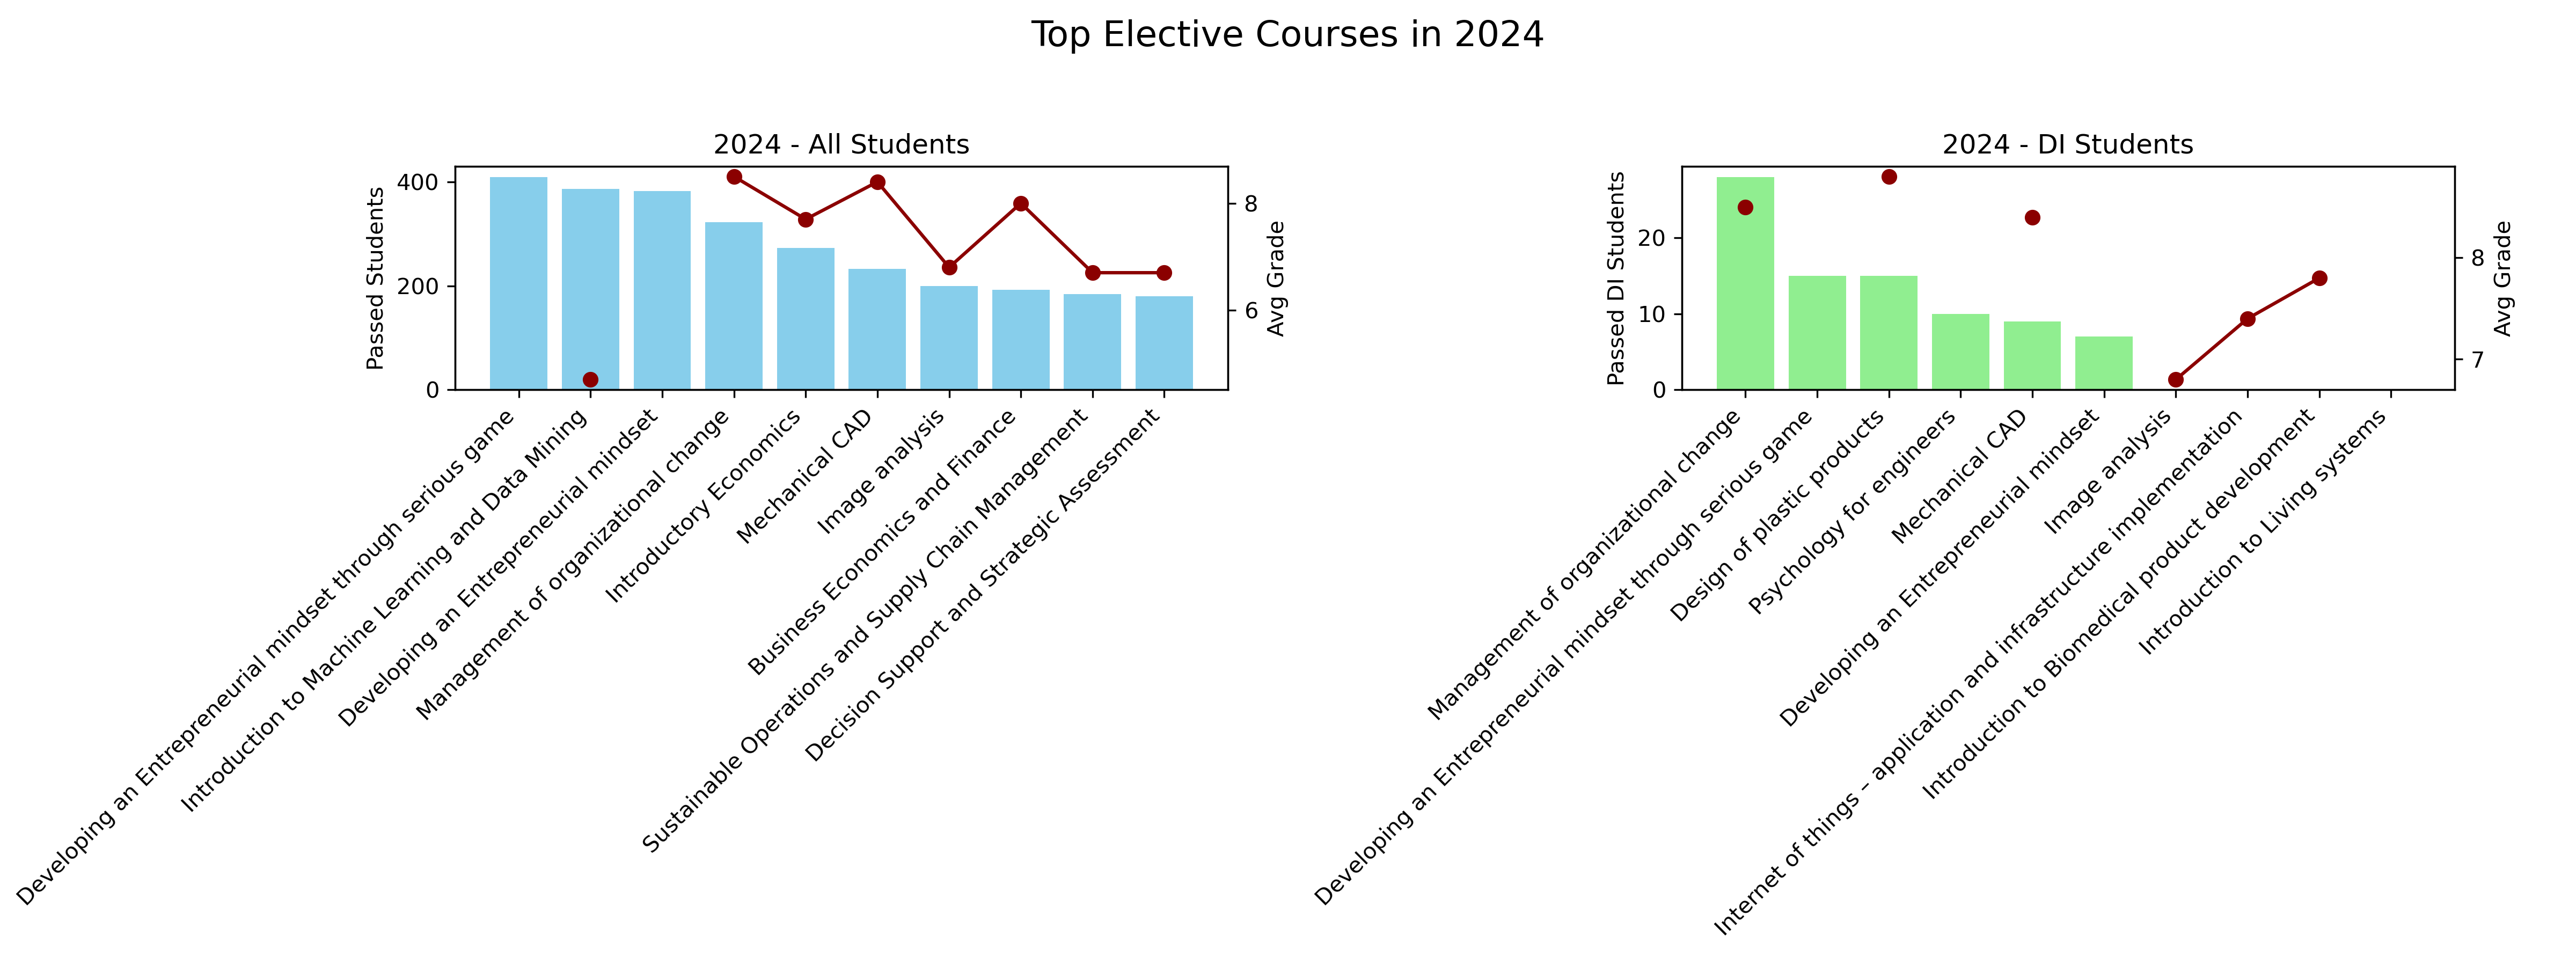 Top Elective Courses in 2024
2024 - All Students
Passed Students
400
200
0
8
6
Avg Grade
Developing an Entrepreneurial mindset through serious game
Introduction to Machine Learning and Data Mining
Developing an Entrepreneurial mindset
Management of organizational change
Introductory Economics
Mechanical CAD
Image analysis
Business Economics and Finance
Sustainable Operations and Supply Chain Management
Decision Support and Strategic Assessment
2024 - DI Students
Passed DI Students
20
10
0
8
7
Avg Grade
Management of organizational change
Developing an Entrepreneurial mindset through serious game
Design of plastic products
Psychology for engineers
Mechanical CAD
Developing an Entrepreneurial mindset
Image analysis
Internet of things – application and infrastructure implementation
Introduction to Biomedical product development
Introduction to Living systems